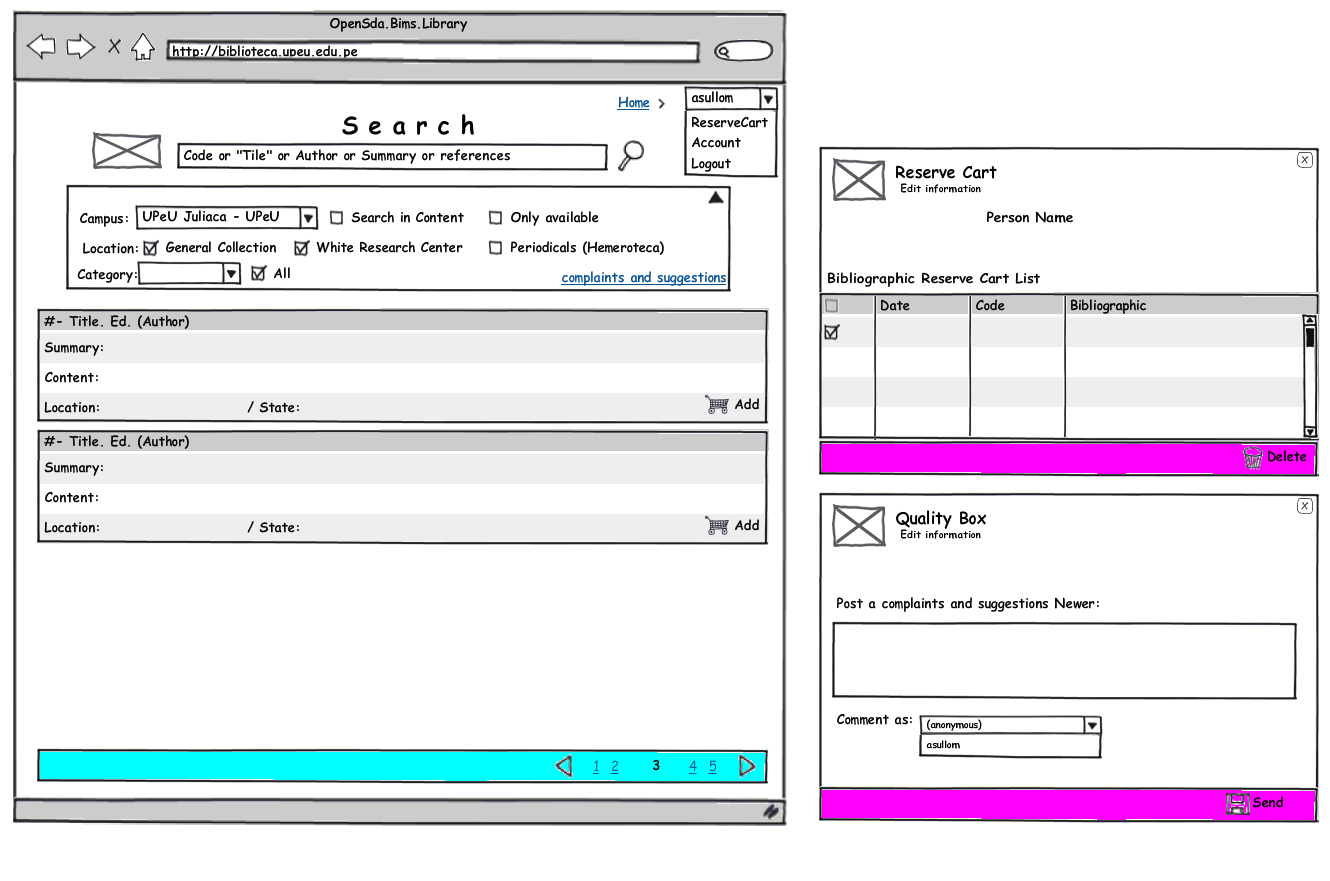 OpenSda.Bims.Library
X
http://biblioteca.upeu.edu.pe
Home >
asullom
ReserveCart
Account
Logout
Search
Code or "Tile" or Author or Summary or references
Campus: UPeU Juliaca - UPeU Search in Content Only available
Location: General Collection White Research Center Periodicals (Hemeroteca)
Category: All
complaints and suggestions
#- Title. Ed. (Author)
Summary:
Content:
Location: / State: Add
#- Title. Ed. (Author)
Summary:
Content:
Location: / State: Add
1 2 3 4 5
X
Reserve Cart
Edit information
Person Name
Bibliographic Reserve Cart List
Date Code Bibliographic
Delete
X
Quality Box
Edit information
Post a complaints and suggestions Newer:
Comment as: (anonymous)
asullom
Send